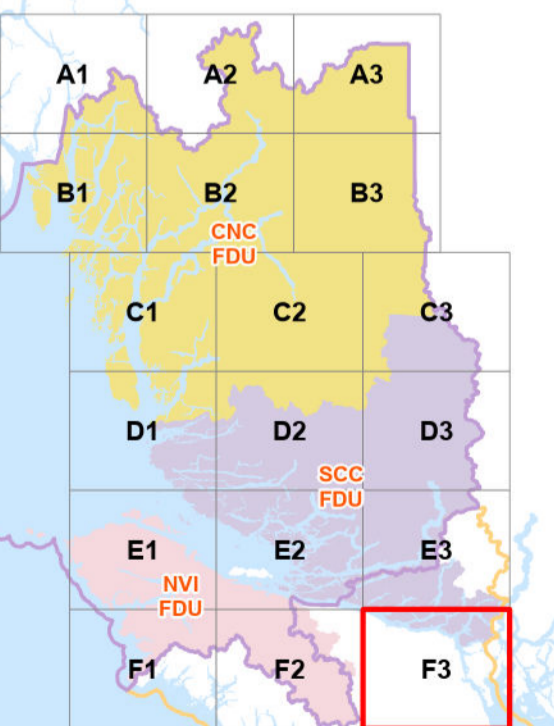 A1 A2 A3
B1 B2 B3
CNC
FDU
C1 C2 C3
D1 D2 D3
SCC
FDU
E1 E2 E3
NVI
FDU
F1 F2 F3